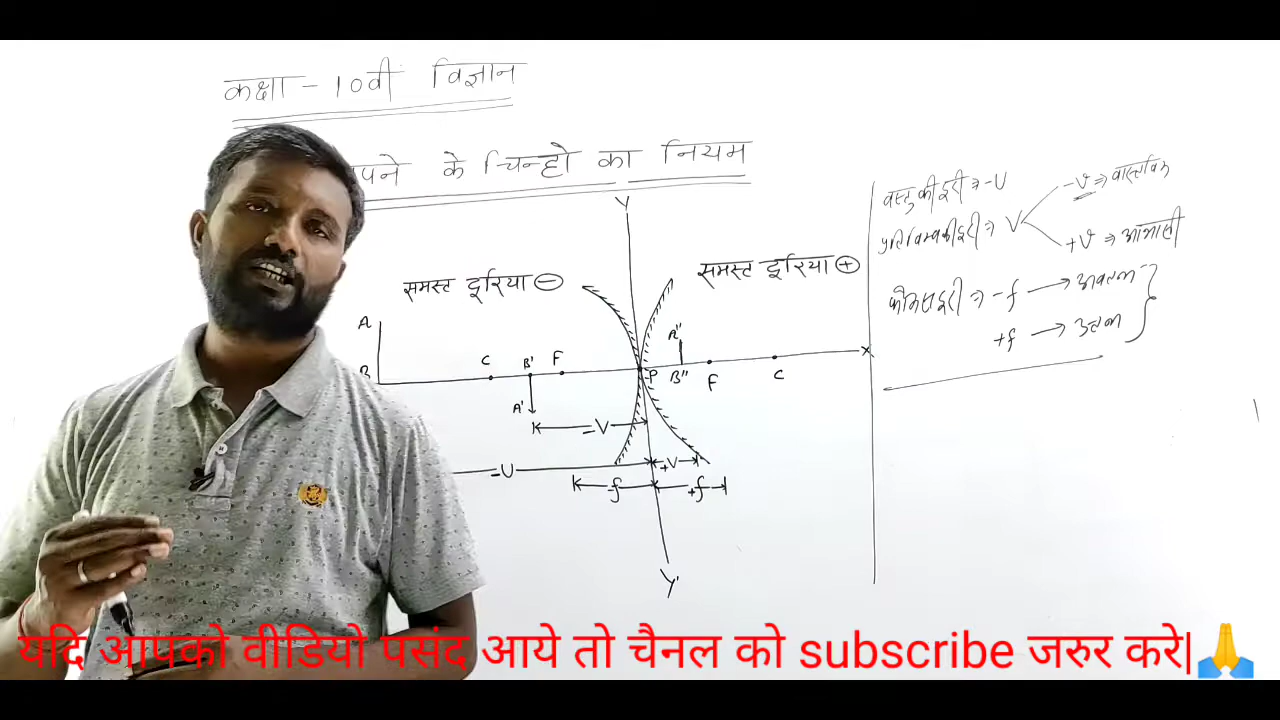 कक्षा - 10वी विज्ञान
पने के चिन्हो का नियम
Y
समस्ट दूरिया ⊖
समस्ट दूरिया ⊕
A
B
C
B'
F
A'
P
A"
B"
F
C
X
=V
=U
+V
-f
+f
Y'
वस्तु की दूरी ⇒ -U
प्रतिबिम्ब की दूरी ⇒ V
-V ⇒ वास्तविक
+V ⇒ आभासी
फोकस दूरी ⇒ -f → अवतल
+f → उत्तल
यदि आपको वीडियो पसंद आये तो चैनल को subscribe जरुर करे|🙏